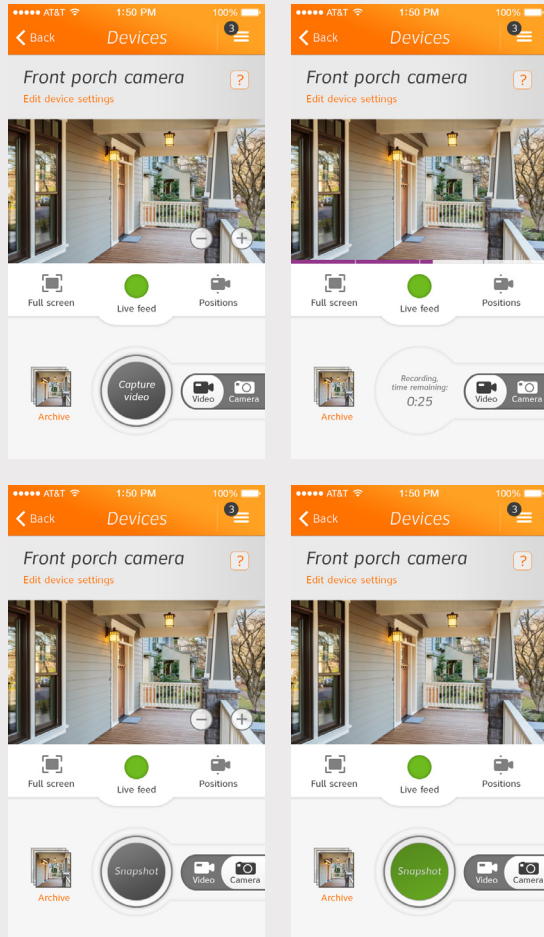 AT&T 1:50 PM 100%
3
Back Devices
Front porch camera ?
Edit device settings
Full screen Live feed Positions
Capture
video
Video Camera
Archive
AT&T 1:50 PM 100%
3
Back Devices
Front porch camera ?
Edit device settings
Full screen Live feed Positions
Recording,
time remaining:
0:25
Video Camera
Archive
AT&T 1:50 PM 100%
3
Back Devices
Front porch camera ?
Edit device settings
Full screen Live feed Positions
Snapshot
Video Camera
Archive
AT&T 1:50 PM 100%
3
Back Devices
Front porch camera ?
Edit device settings
Full screen Live feed Positions
Snapshot
Video Camera
Archive